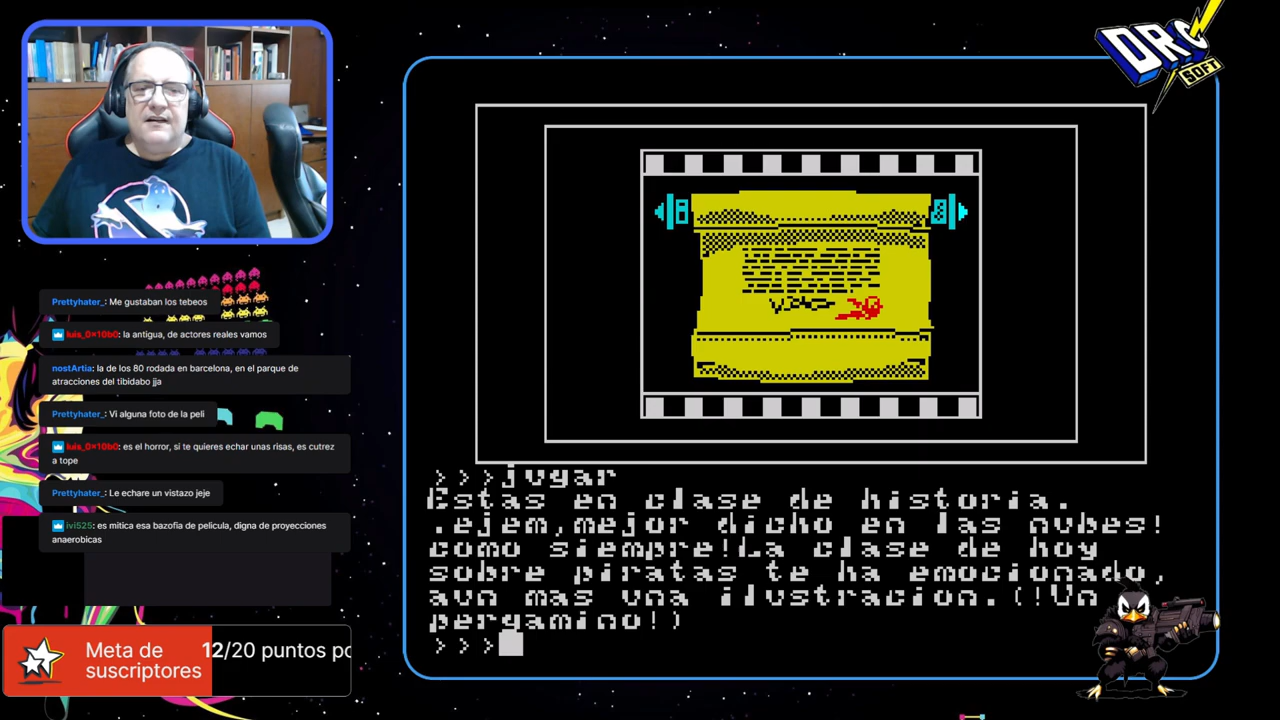 DRC
SOFT
Prettyhater_: Me gustaban los tebeos
luis_0x10b0: la antigua, de actores reales vamos
nostArtia: la de los 80 rodada en barcelona, en el parque de
atracciones del tibidabo jja
Prettyhater_: Vi alguna foto de la peli
luis_0x10b0: es el horror, si te quieres echar unas risas, es cutrez
a tope
Prettyhater_: Le echare un vistazo jeje
ivi525: es mitica esa bazofia de pelicula, digna de proyecciones
anaerobicas
Meta de
suscriptores
12/20 puntos po
>>>jugar
Estas en clase de historia.
.ejem,mejor dicho en las nubes!
como siempre!La clase de hoy
sobre piratas te ha emocionado,
aun mas una ilustracion.(!Un
pergamino!)
>>>